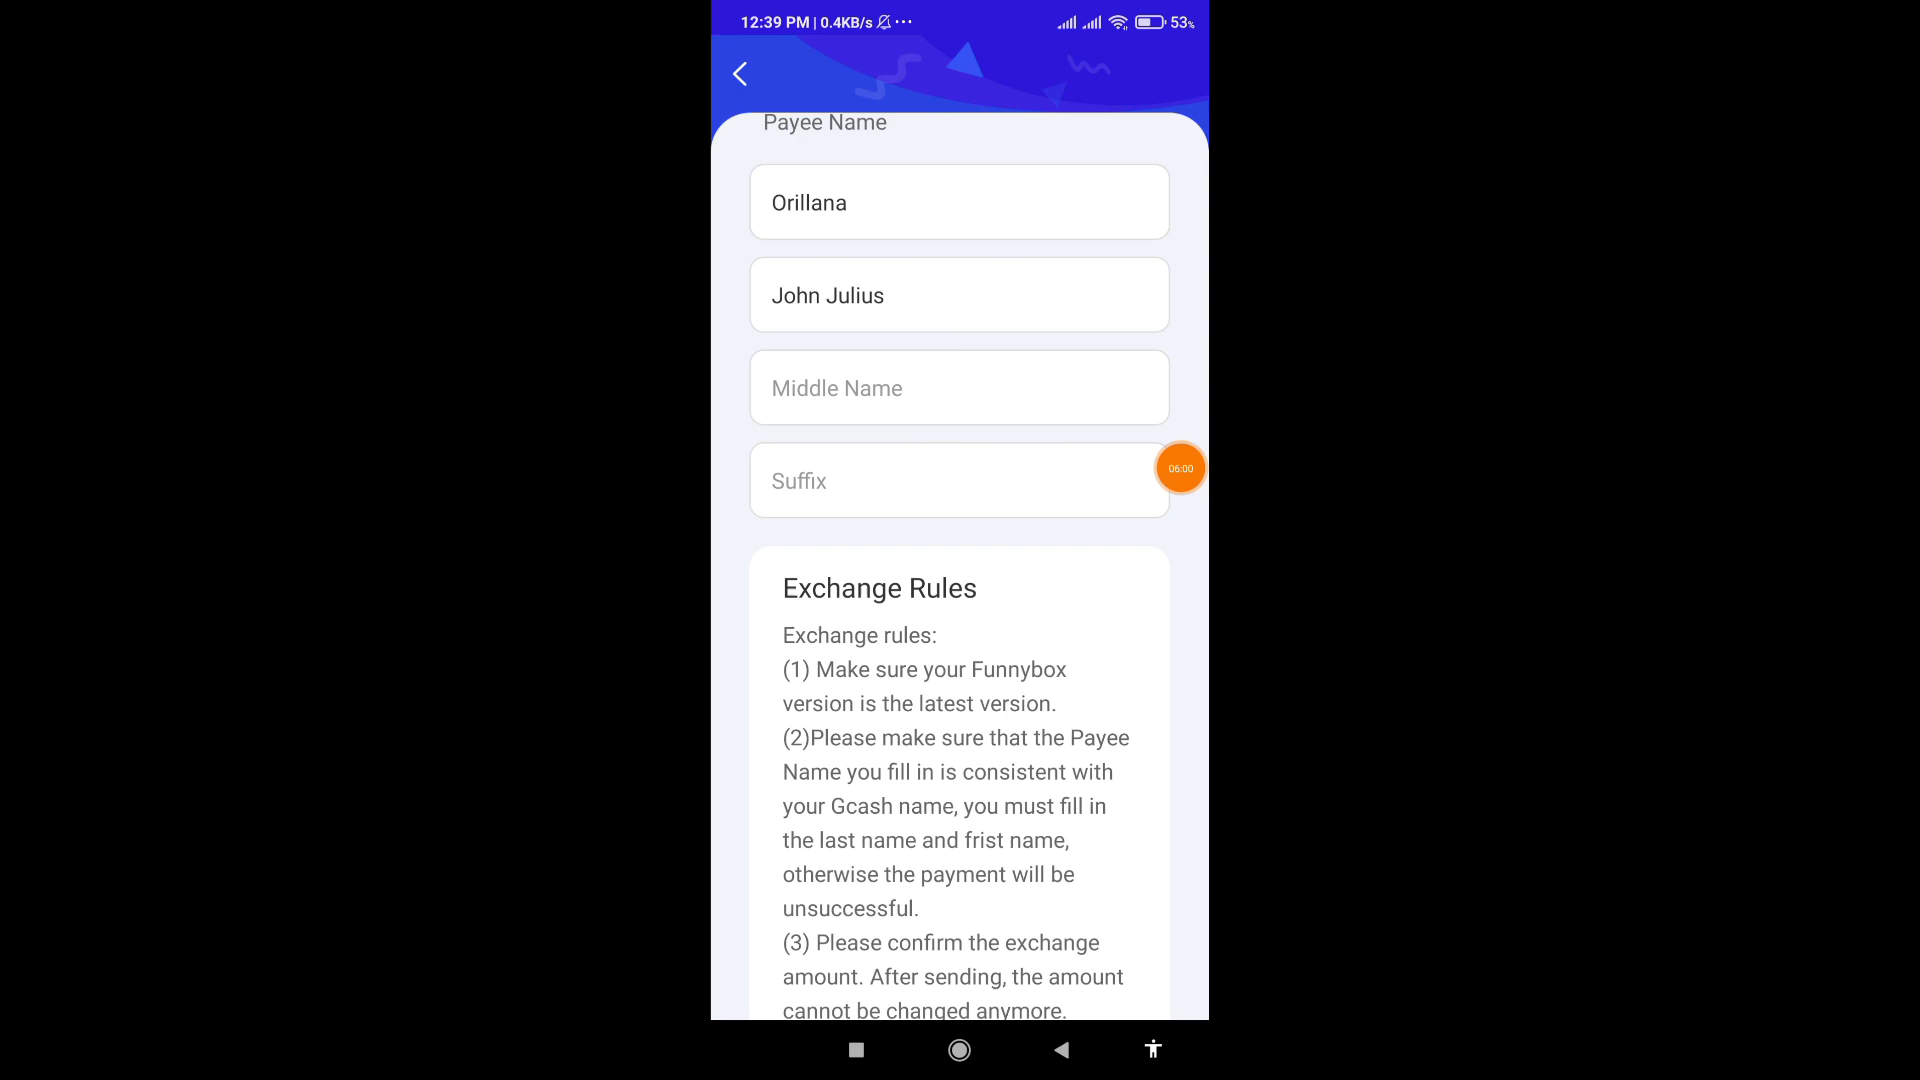 12:39 PM | 0.4KB/s ... 53%
Payee Name
Orillana
John Julius
Middle Name
Suffix
06:00
Exchange Rules
Exchange rules:
(1) Make sure your Funnybox
version is the latest version.
(2)Please make sure that the Payee
Name you fill in is consistent with
your Gcash name, you must fill in
the last name and frist name,
otherwise the payment will be
unsuccessful.
(3) Please confirm the exchange
amount. After sending, the amount
cannot be changed anymore.